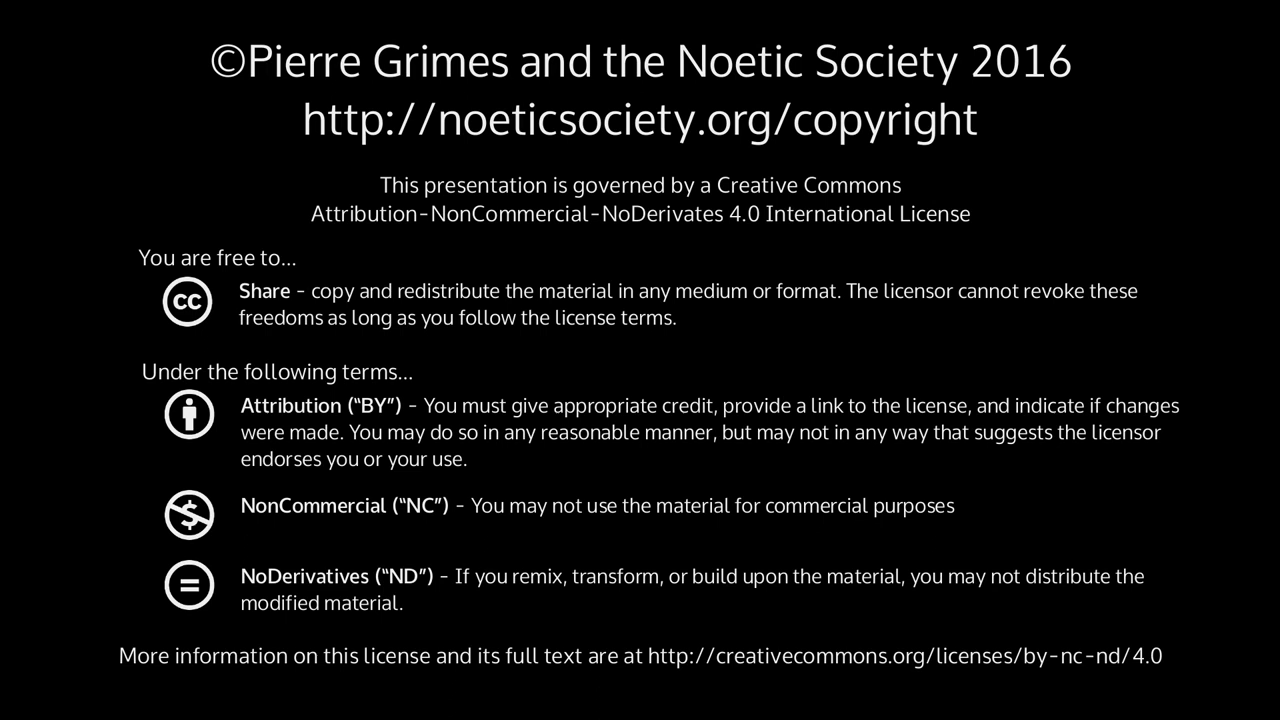 ©Pierre Grimes and the Noetic Society 2016
http://noeticsociety.org/copyright
This presentation is governed by a Creative Commons
Attribution-NonCommercial-NoDerivates 4.0 International License
You are free to...
cc
Share - copy and redistribute the material in any medium or format. The licensor cannot revoke these
freedoms as long as you follow the license terms.
Under the following terms...
Attribution (“BY”) - You must give appropriate credit, provide a link to the license, and indicate if changes
were made. You may do so in any reasonable manner, but may not in any way that suggests the licensor
endorses you or your use.
$
NonCommercial (“NC”) - You may not use the material for commercial purposes
=
NoDerivatives (“ND”) - If you remix, transform, or build upon the material, you may not distribute the
modified material.
More information on this license and its full text are at http://creativecommons.org/licenses/by-nc-nd/4.0